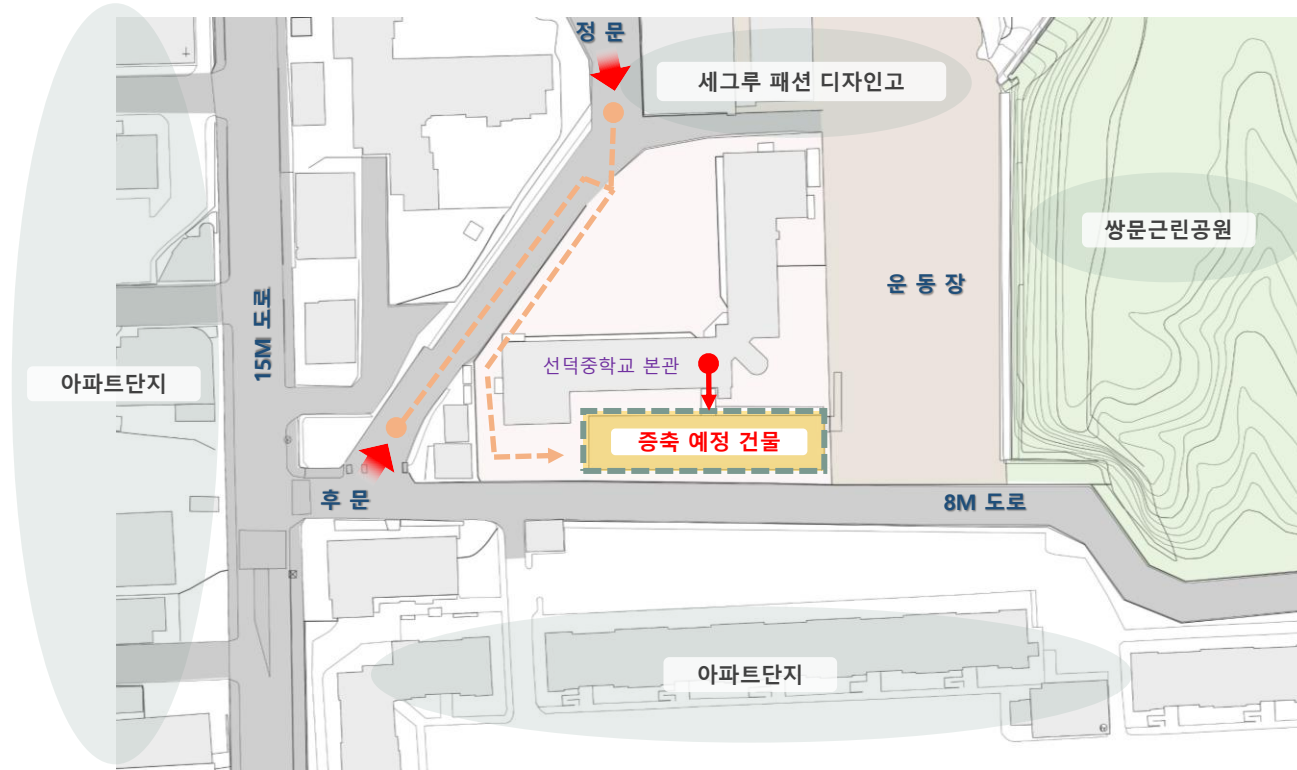 정 문
세그루 패션 디자인고
쌍문근린공원
운 동 장
15M 도로
선덕중학교 본관
아파트단지
증축 예정 건물
후 문
8M 도로
아파트단지